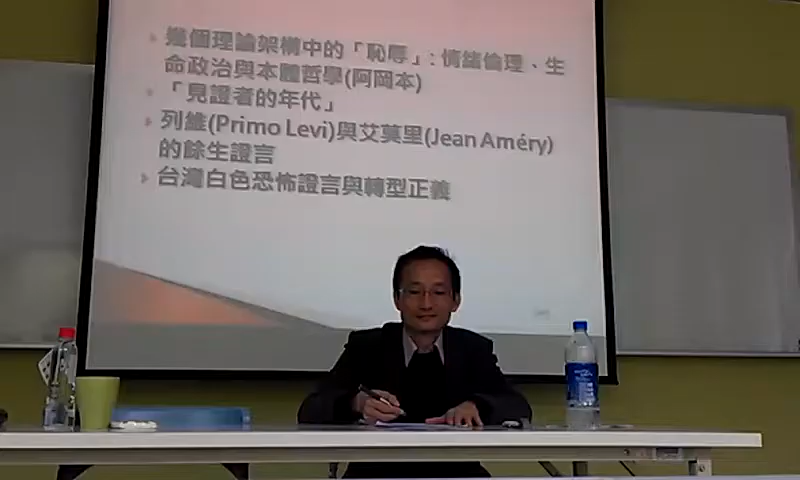 幾個理論架構中的「恥辱」：情緒倫理、生
命政治與本體哲學(阿岡本)
「見證者的年代」
列維(Primo Levi)與艾莫里(Jean Améry)
的餘生證言
台灣白色恐怖證言與轉型正義